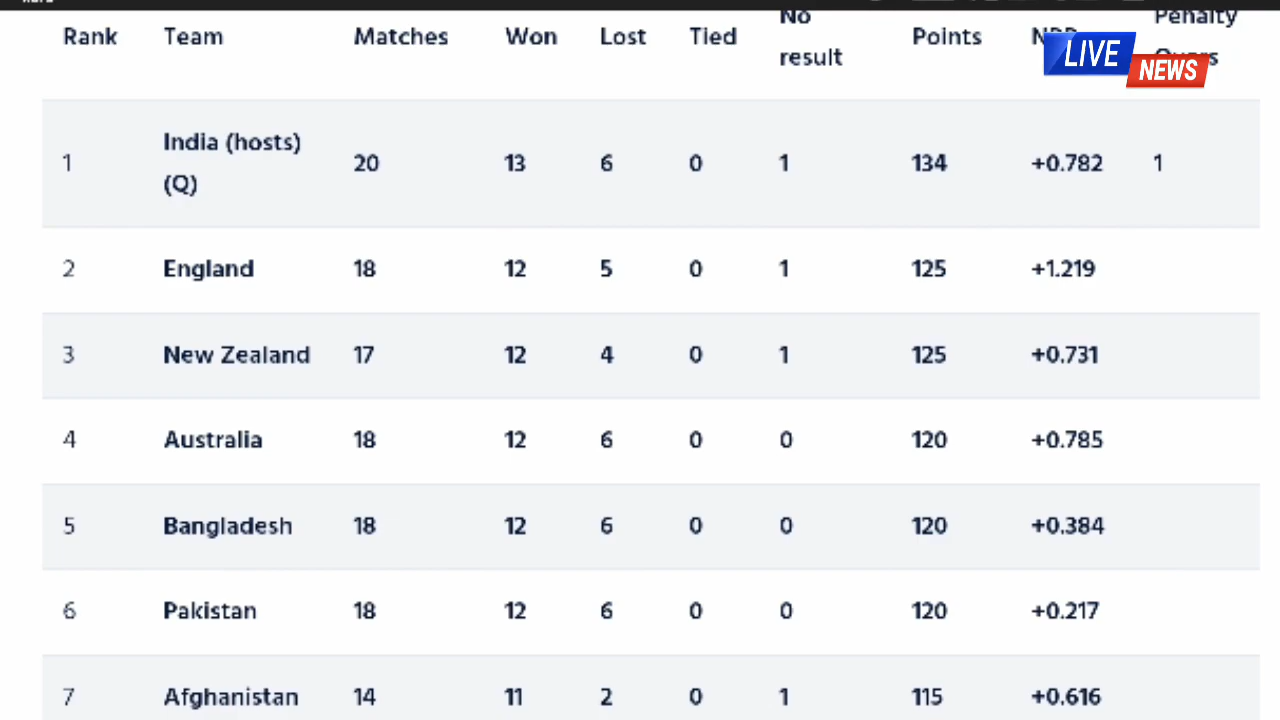 Rank Team Matches Won Lost Tied No result Points Penalty
LIVE
NEWS
1 India (hosts) (Q) 20 13 6 0 1 134 +0.782 1
2 England 18 12 5 0 1 125 +1.219
3 New Zealand 17 12 4 0 1 125 +0.731
4 Australia 18 12 6 0 0 120 +0.785
5 Bangladesh 18 12 6 0 0 120 +0.384
6 Pakistan 18 12 6 0 0 120 +0.217
7 Afghanistan 14 11 2 0 1 115 +0.616